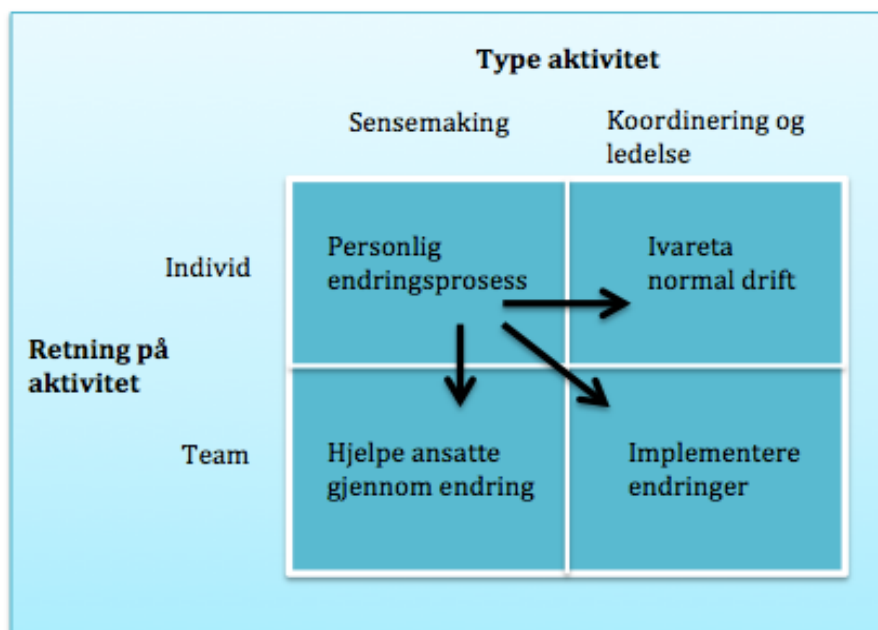 Type aktivitet
Sensemaking
Koordinering og
ledelse
Individ
Personlig
endringsprosess
Ivareta
normal drift
Retning på
aktivitet
Team
Hjelpe ansatte
gjennom endring
Implementere
endringer